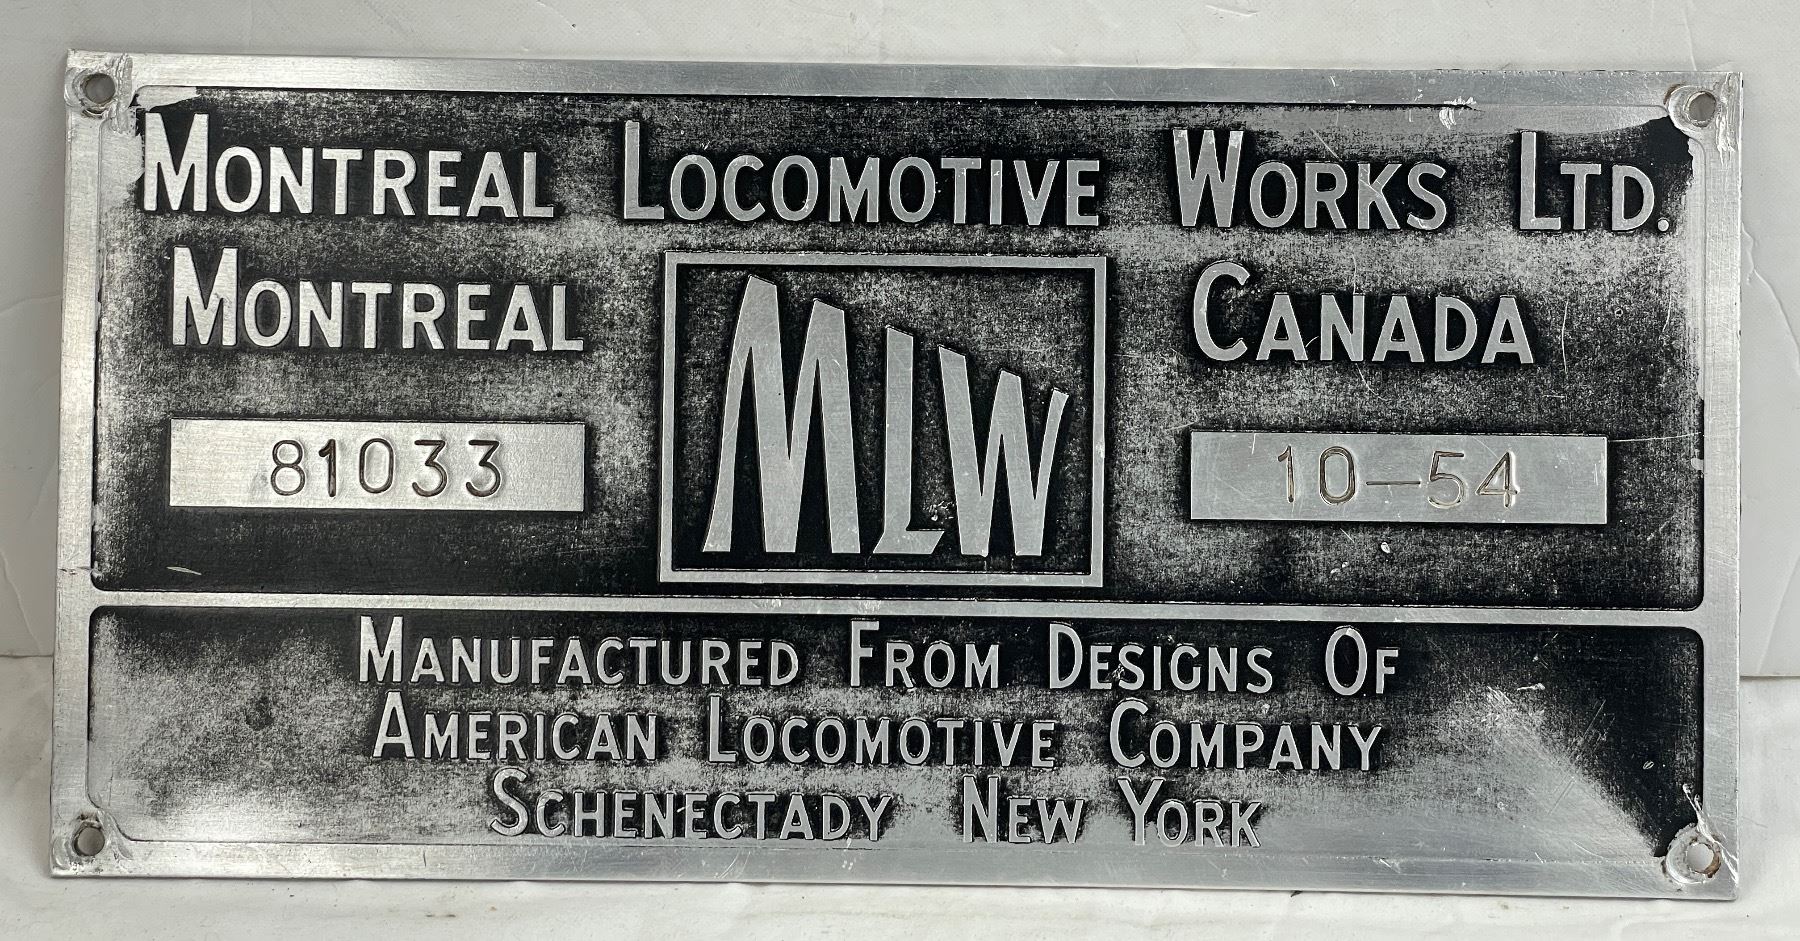 MONTREAL LOCOMOTIVE WORKS LTD.
MONTREAL CANADA
MLW
81033 10-54
MANUFACTURED FROM DESIGNS OF
AMERICAN LOCOMOTIVE COMPANY
SCHENECTADY NEW YORK